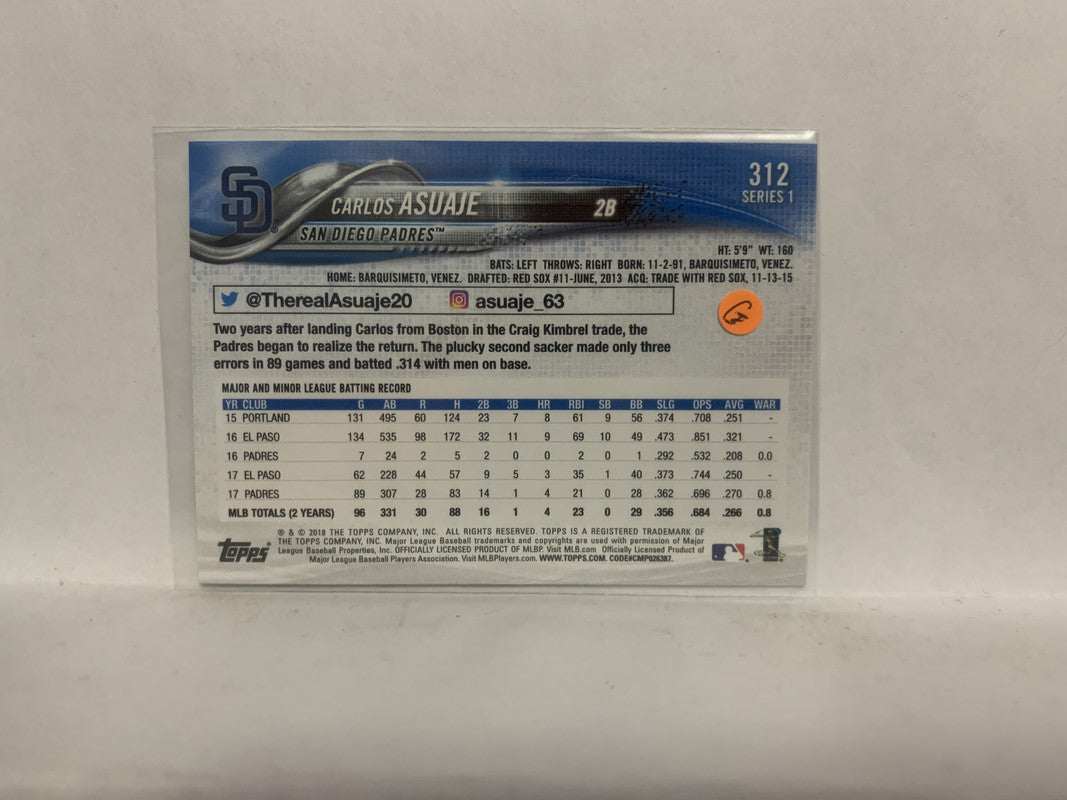 SD
312
SERIES 1
CARLOS ASUAJE 2B
SAN DIEGO PADRES™
HT: 5'9" WT: 160
BATS: LEFT THROWS: RIGHT BORN: 11-2-91, BARQUISIMETO, VENEZ.
HOME: BARQUISIMETO, VENEZ. DRAFTED: RED SOX #11-JUNE, 2013 ACQ: TRADE WITH RED SOX, 11-13-15
@TherealAsuaje20 asuaje_63
Two years after landing Carlos from Boston in the Craig Kimbrel trade, the
Padres began to realize the return. The plucky second sacker made only three
errors in 89 games and batted .314 with men on base.
MAJOR AND MINOR LEAGUE BATTING RECORD
YR CLUB G AB R H 2B 3B HR RBI SB BB SLG OPS AVG WAR
15 PORTLAND 131 495 60 124 23 7 8 61 9 56 .374 .708 .251 -
16 EL PASO 134 535 98 172 32 11 9 69 10 49 .473 .851 .321 -
16 PADRES 7 24 2 5 2 0 0 2 0 1 .292 .532 .208 0.0
17 EL PASO 62 228 44 57 9 5 3 35 1 40 .373 .744 .250 -
17 PADRES 89 307 28 83 14 1 4 21 0 28 .362 .696 .270 0.8
MLB TOTALS (2 YEARS) 96 331 30 88 16 1 4 23 0 29 .356 .684 .266 0.8
® & © 2018 THE TOPPS COMPANY, INC. ALL RIGHTS RESERVED. TOPPS IS A REGISTERED TRADEMARK OF
THE TOPPS COMPANY, INC. Major League Baseball trademarks and copyrights are used with permission of Major
League Baseball Properties, Inc. OFFICIALLY LICENSED PRODUCT OF MLBP. Visit MLB.com Officially Licensed Product of
Major League Baseball Players Association. Visit MLBPlayers.com. WWW.TOPPS.COM. CODE#CMP026387.
topps